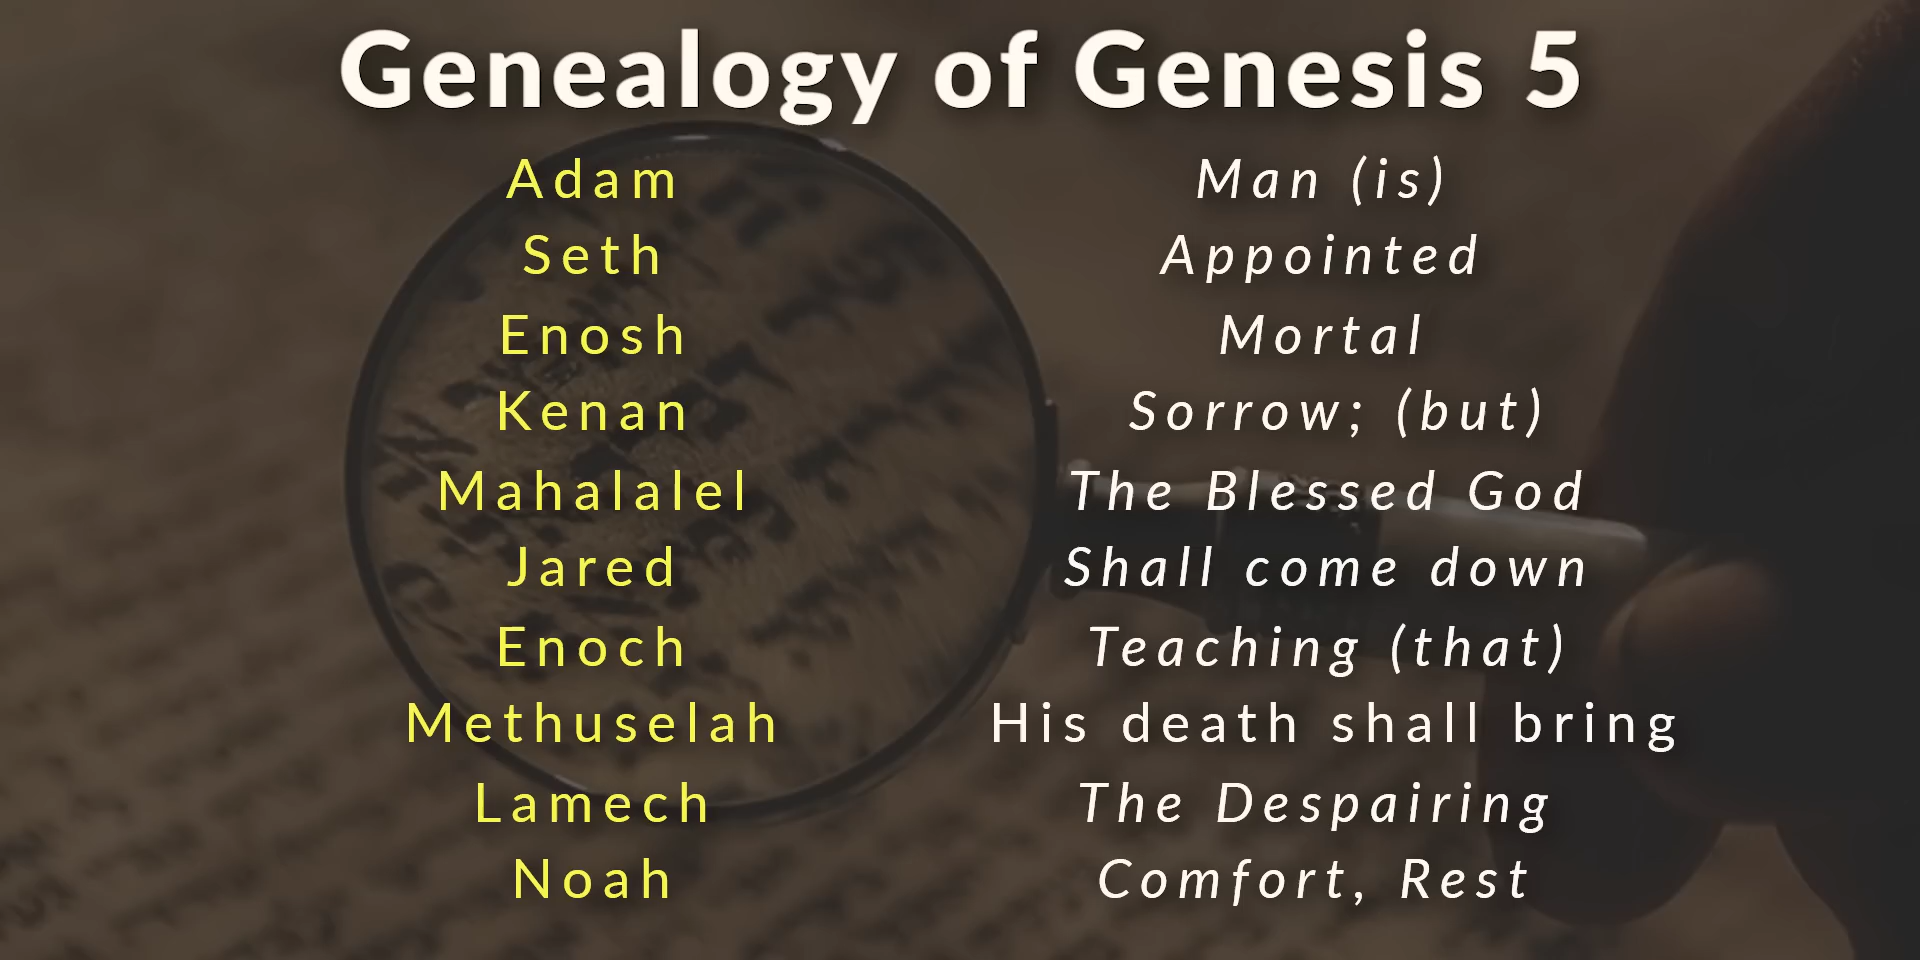 Genealogy of Genesis 5
Adam Man (is)
Seth Appointed
Enosh Mortal
Kenan Sorrow; (but)
Mahalalel The Blessed God
Jared Shall come down
Enoch Teaching (that)
Methuselah His death shall bring
Lamech The Despairing
Noah Comfort, Rest